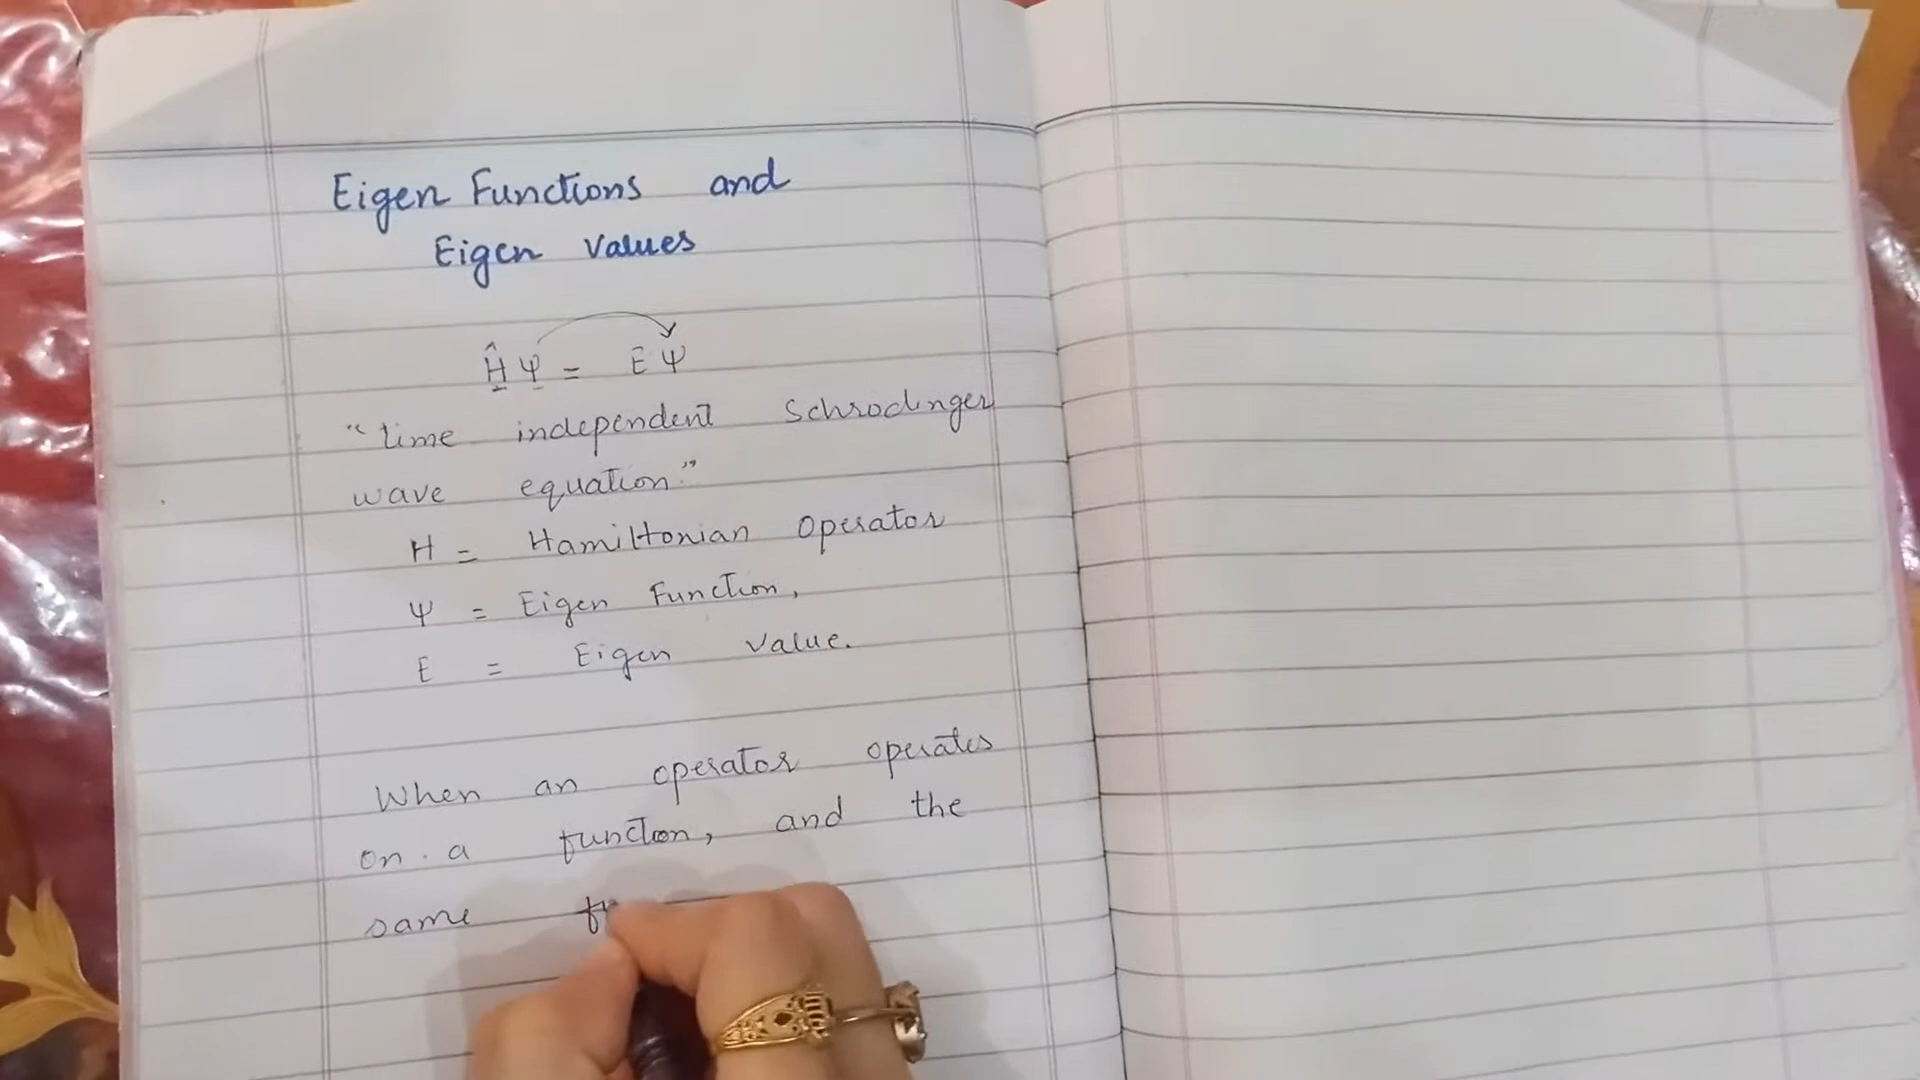 Eigen Functions and
Eigen Values
ĤΨ = EΨ
"time independent Schrodinger
wave equation."
H = Hamiltonian Operator
Ψ = Eigen Function,
E = Eigen Value.
When an operator operates
on a function, and the
same fu